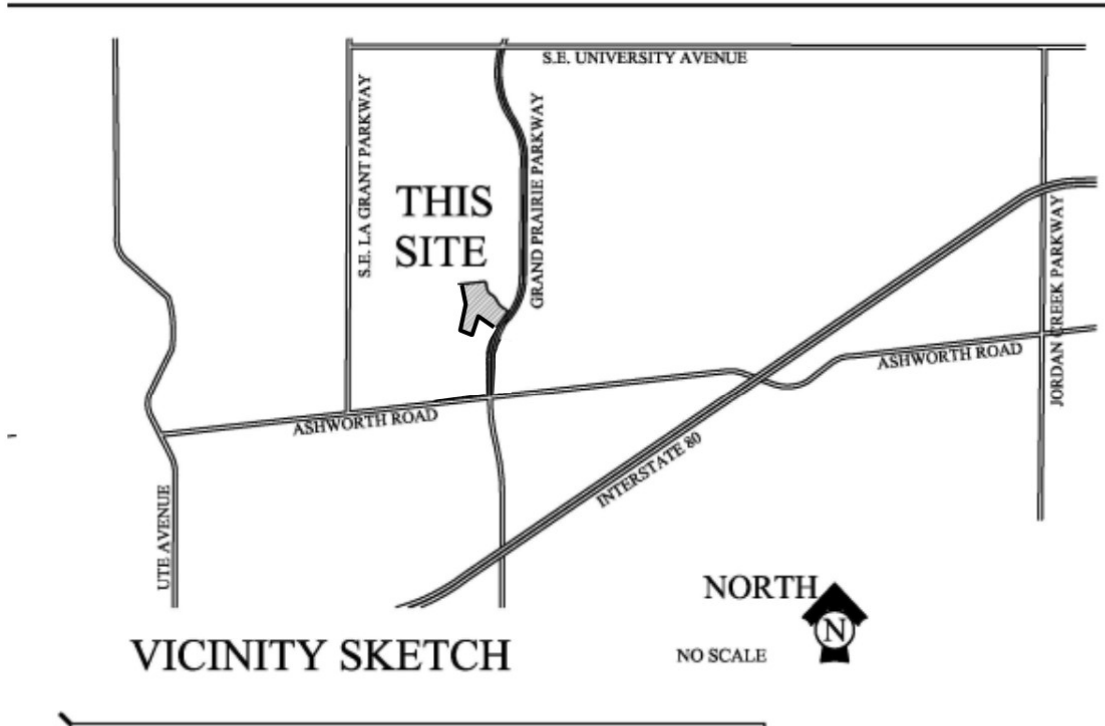 S.E. UNIVERSITY AVENUE
S.E. LA GRANT PARKWAY
GRAND PRAIRIE PARKWAY
THIS
SITE
JORDAN CREEK PARKWAY
ASHWORTH ROAD
ASHWORTH ROAD
INTERSTATE 80
UTE AVENUE
NORTH
N
VICINITY SKETCH
NO SCALE